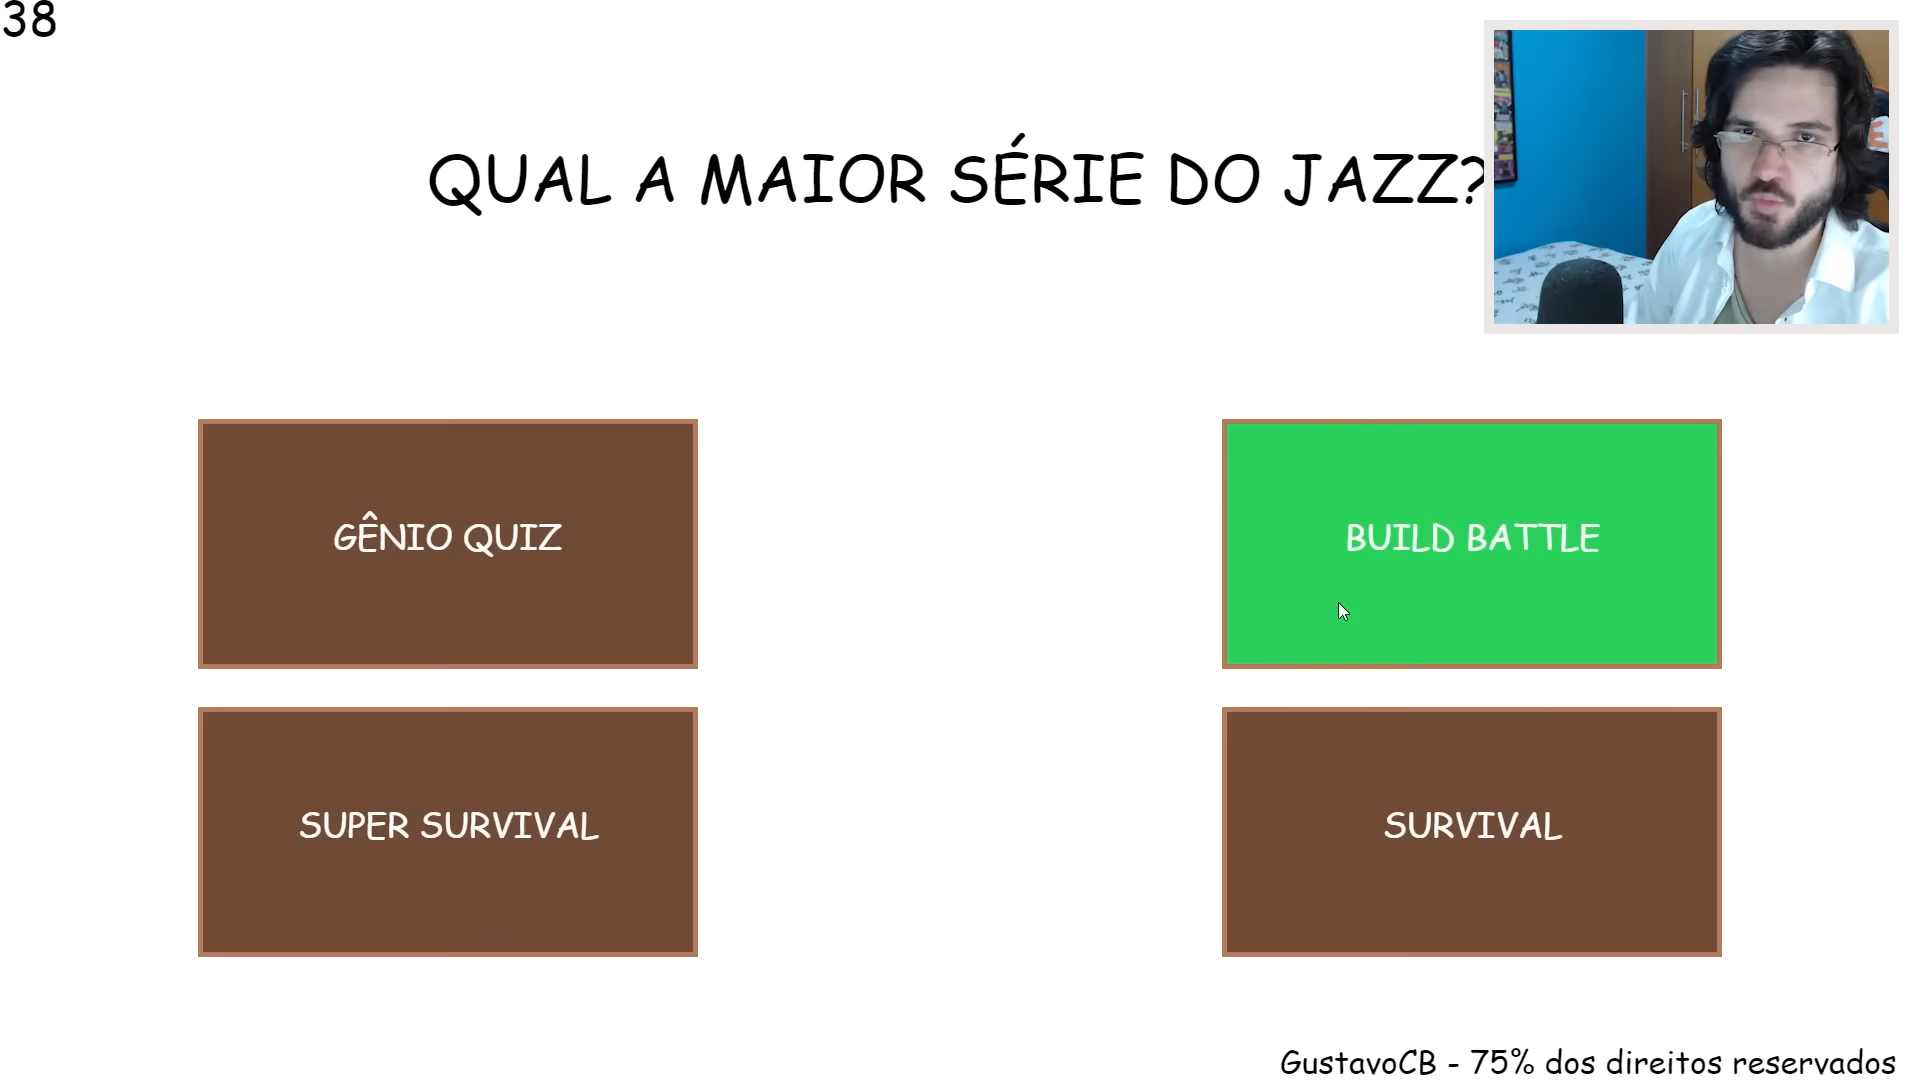 38
QUAL A MAIOR SÉRIE DO JAZZ?
GÊNIO QUIZ
BUILD BATTLE
SUPER SURVIVAL
SURVIVAL
GustavoCB - 75% dos direitos reservados